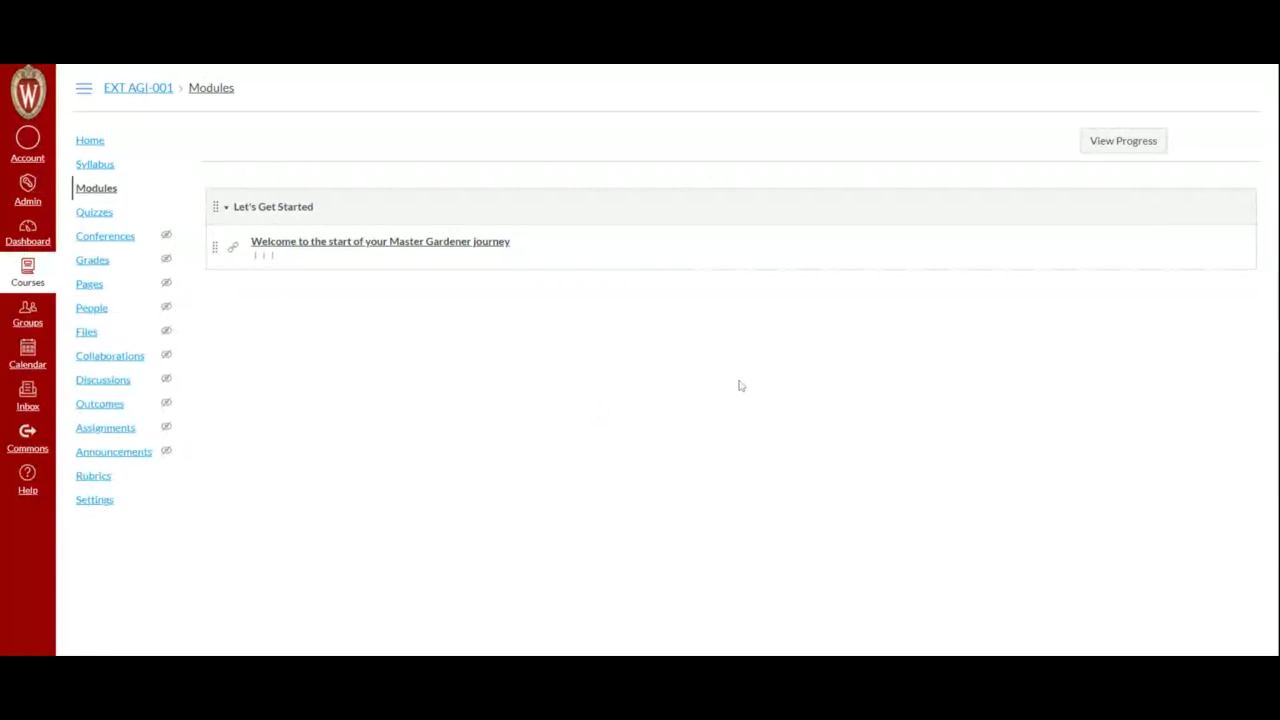 W
EXT AGI-001 › Modules
Account
Admin
Dashboard
Courses
Groups
Calendar
Inbox
Commons
Help
Home
Syllabus
Modules
Quizzes
Conferences
Grades
Pages
People
Files
Collaborations
Discussions
Outcomes
Assignments
Announcements
Rubrics
Settings
View Progress
Let's Get Started
Welcome to the start of your Master Gardener journey